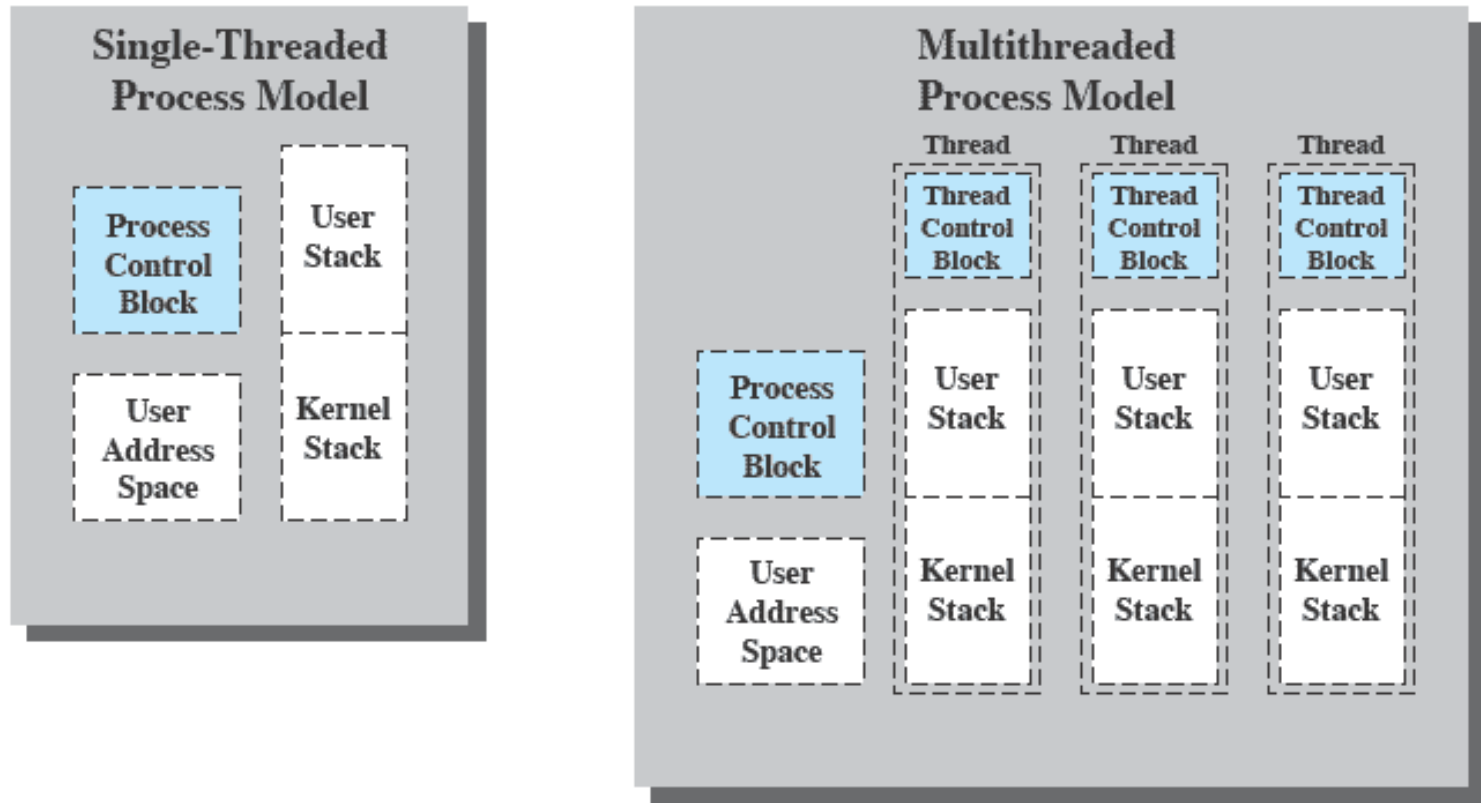 Single-Threaded
Process Model
Process
Control
Block
User
Stack
User
Address
Space
Kernel
Stack
Multithreaded
Process Model
Process
Control
Block
User
Address
Space
Thread
Thread
Control
Block
User
Stack
Kernel
Stack
Thread
Thread
Control
Block
User
Stack
Kernel
Stack
Thread
Thread
Control
Block
User
Stack
Kernel
Stack